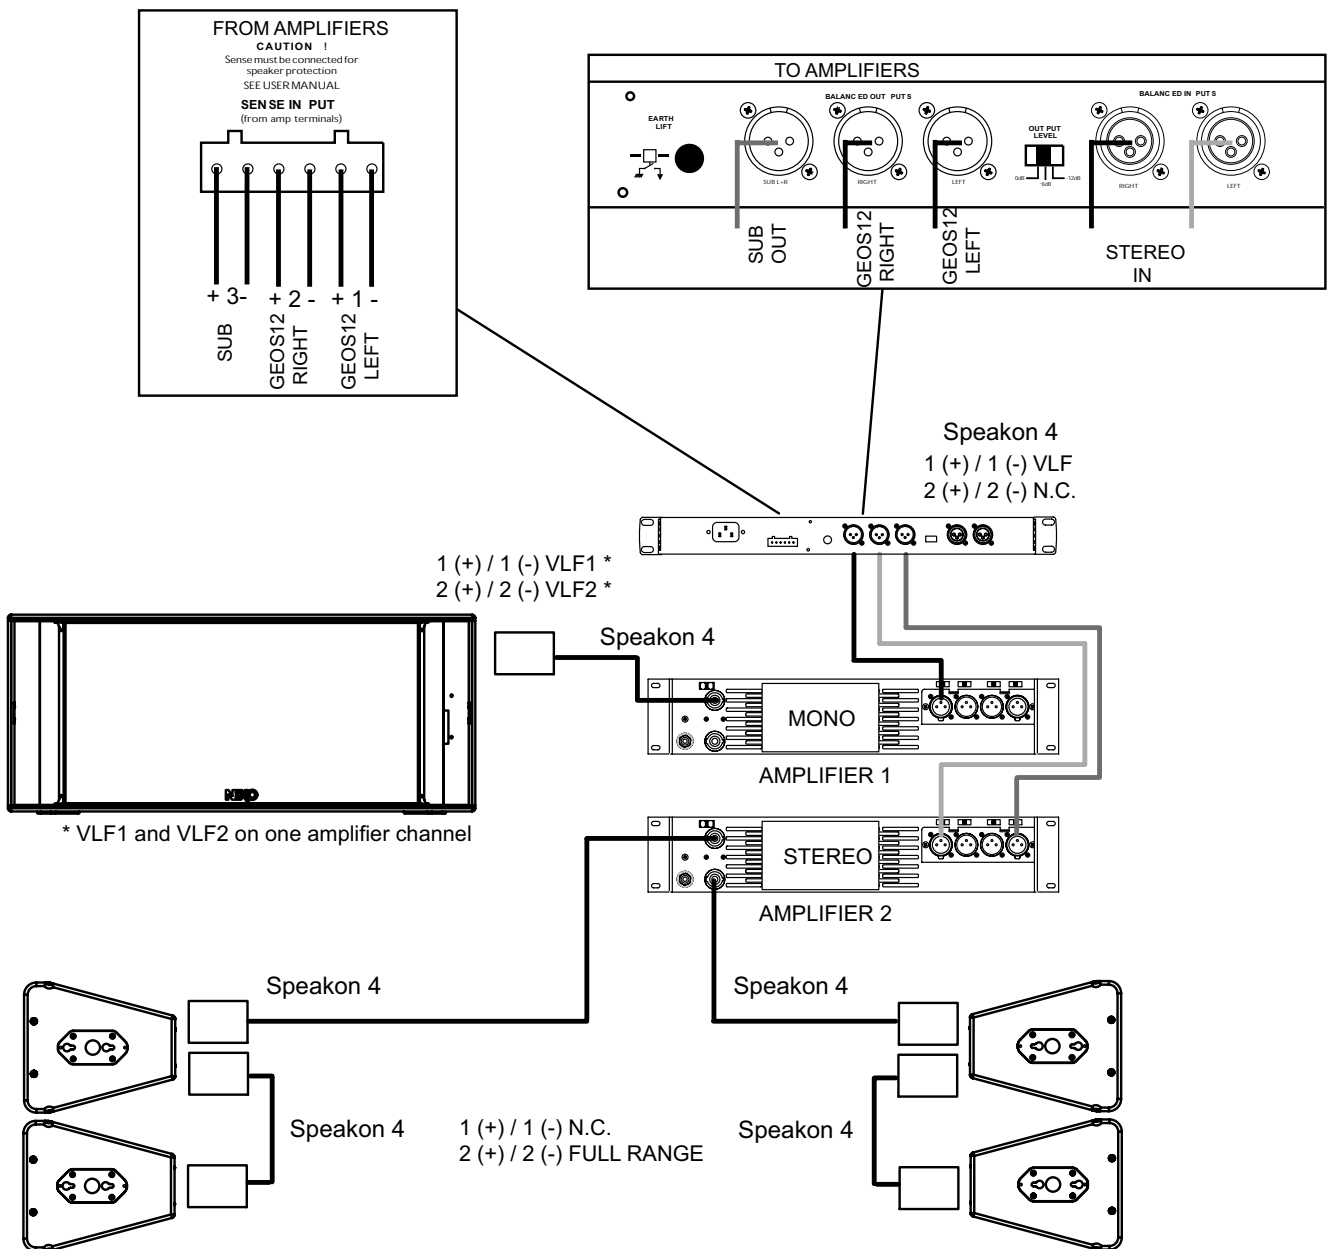 FROM AMPLIFIERS
CAUTION !
Sense must be connected for
speaker protection
SEE USER MANUAL
SENSE IN PUT
(from amp terminals)
+ 3- + 2 - + 1 -
SUB
GEOS12
RIGHT
GEOS12
LEFT
TO AMPLIFIERS
BALANC ED OUT PUT S
BALANC ED IN PUT S
EARTH
LIFT
OUT PUT
LEVEL
0dB
-6dB
-12dB
SUB L+R
RIGHT
LEFT
RIGHT
LEFT
SUB
OUT
GEOS12
RIGHT
GEOS12
LEFT
STEREO
IN
Speakon 4
1 (+) / 1 (-) VLF
2 (+) / 2 (-) N.C.
1 (+) / 1 (-) VLF1 *
2 (+) / 2 (-) VLF2 *
Speakon 4
MONO
AMPLIFIER 1
* VLF1 and VLF2 on one amplifier channel
STEREO
AMPLIFIER 2
Speakon 4
Speakon 4
Speakon 4
1 (+) / 1 (-) N.C.
2 (+) / 2 (-) FULL RANGE
Speakon 4